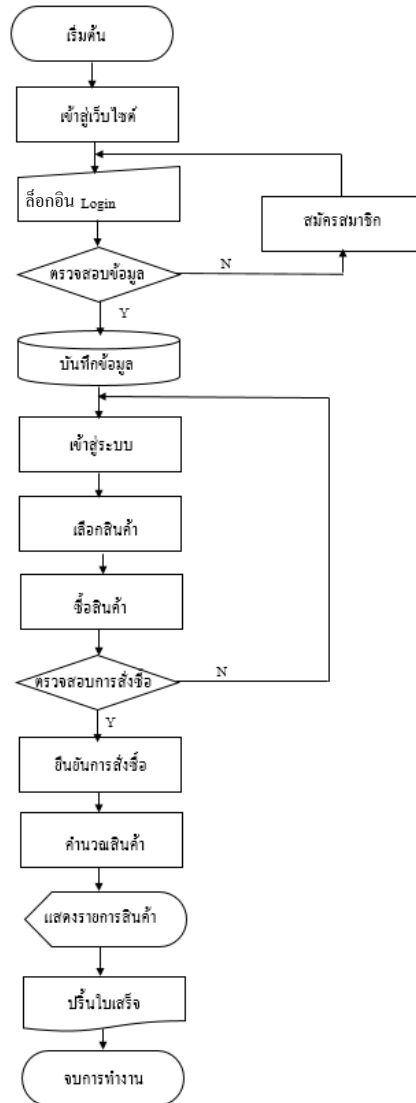 เริ่มต้น
เข้าสู่เว็บไซต์
ล็อกอิน Login
สมัครสมาชิก
ตรวจสอบข้อมูล
N
Y
บันทึกข้อมูล
เข้าสู่ระบบ
เลือกสินค้า
ซื้อสินค้า
ตรวจสอบการสั่งซื้อ
N
Y
ยืนยันการสั่งซื้อ
คำนวณสินค้า
แสดงรายการสินค้า
ปริ้นใบเสร็จ
จบการทำงาน